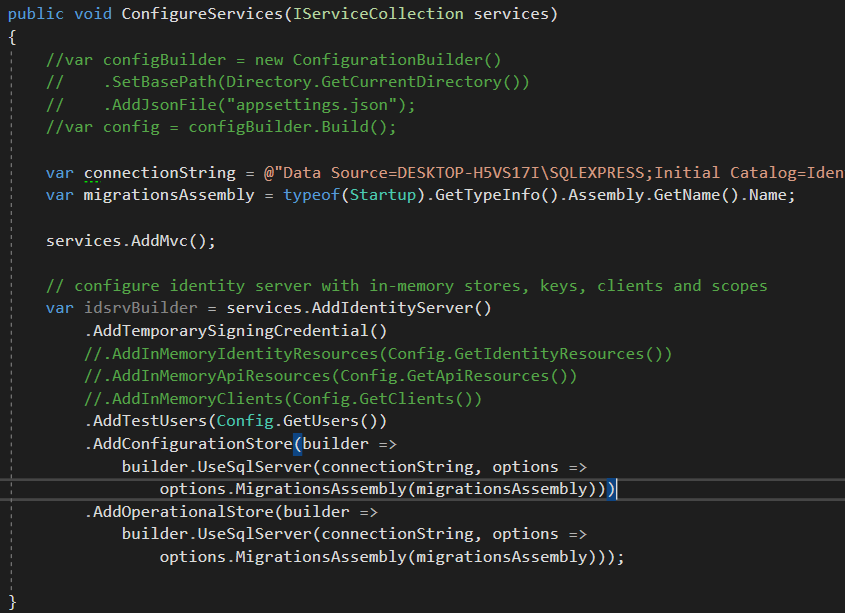 public void ConfigureServices(IServiceCollection services)
{
    //var configBuilder = new ConfigurationBuilder()
    //    .SetBasePath(Directory.GetCurrentDirectory())
    //    .AddJsonFile("appsettings.json");
    //var config = configBuilder.Build();
    var connectionString = @"Data Source=DESKTOP-H5VS17I\SQLEXPRESS;Initial Catalog=Iden
    var migrationsAssembly = typeof(Startup).GetTypeInfo().Assembly.GetName().Name;
    services.AddMvc();
    // configure identity server with in-memory stores, keys, clients and scopes
    var idsrvBuilder = services.AddIdentityServer()
        .AddTemporarySigningCredential()
        //.AddInMemoryIdentityResources(Config.GetIdentityResources())
        //.AddInMemoryApiResources(Config.GetApiResources())
        //.AddInMemoryClients(Config.GetClients())
        .AddTestUsers(Config.GetUsers())
        .AddConfigurationStore(builder =>
            builder.UseSqlServer(connectionString, options =>
                options.MigrationsAssembly(migrationsAssembly)))
        .AddOperationalStore(builder =>
            builder.UseSqlServer(connectionString, options =>
                options.MigrationsAssembly(migrationsAssembly)));
}